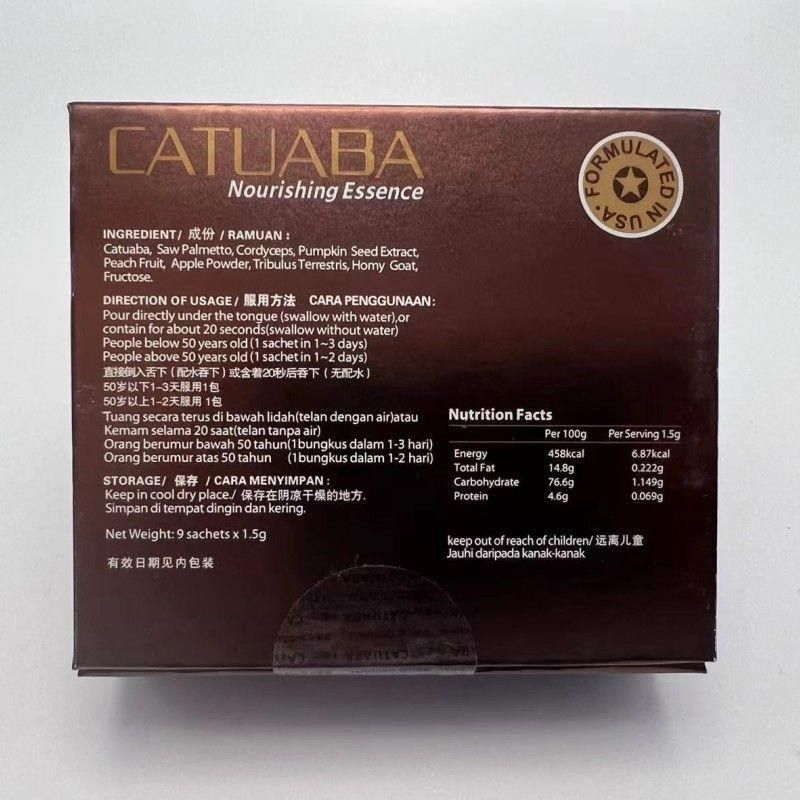 CATUABA
Nourishing Essence
FORMULATED IN USA
INGREDIENT/ 成份 / RAMUAN :
Catuaba, Saw Palmetto, Cordyceps, Pumpkin Seed Extract,
Peach Fruit, Apple Powder, Tribulus Terrestris, Horny Goat,
Fructose.
DIRECTION OF USAGE/ 服用方法 CARA PENGGUNAAN:
Pour directly under the tongue (swallow with water),or
contain for about 20 seconds(swallow without water)
People below 50 years old (1 sachet in 1~3 days)
People above 50 years old (1 sachet in 1~2 days)
直接倒入舌下（配水吞下）或含着20秒后吞下（无配水）
50岁以下1-3天服用1包
50岁以上1-2天服用 1包
Tuang secara terus di bawah lidah(telan dengan air)atau
Kemam selama 20 saat(telan tanpa air)
Orang berumur bawah 50 tahun(1bungkus dalam 1-3 hari)
Orang berumur atas 50 tahun (1bungkus dalam 1-2 hari)
STORAGE/ 保存 / CARA MENYIMPAN :
Keep in cool dry place./ 保存在阴凉干燥的地方.
Simpan di tempat dingin dan kering.
Net Weight: 9 sachets x 1.5g
有效日期见内包装
Nutrition Facts
Per 100g Per Serving 1.5g
Energy 458kcal 6.87kcal
Total Fat 14.8g 0.222g
Carbohydrate 76.6g 1.149g
Protein 4.6g 0.069g
keep out of reach of children/ 远离儿童
Jauhi daripada kanak-kanak
CATUABA